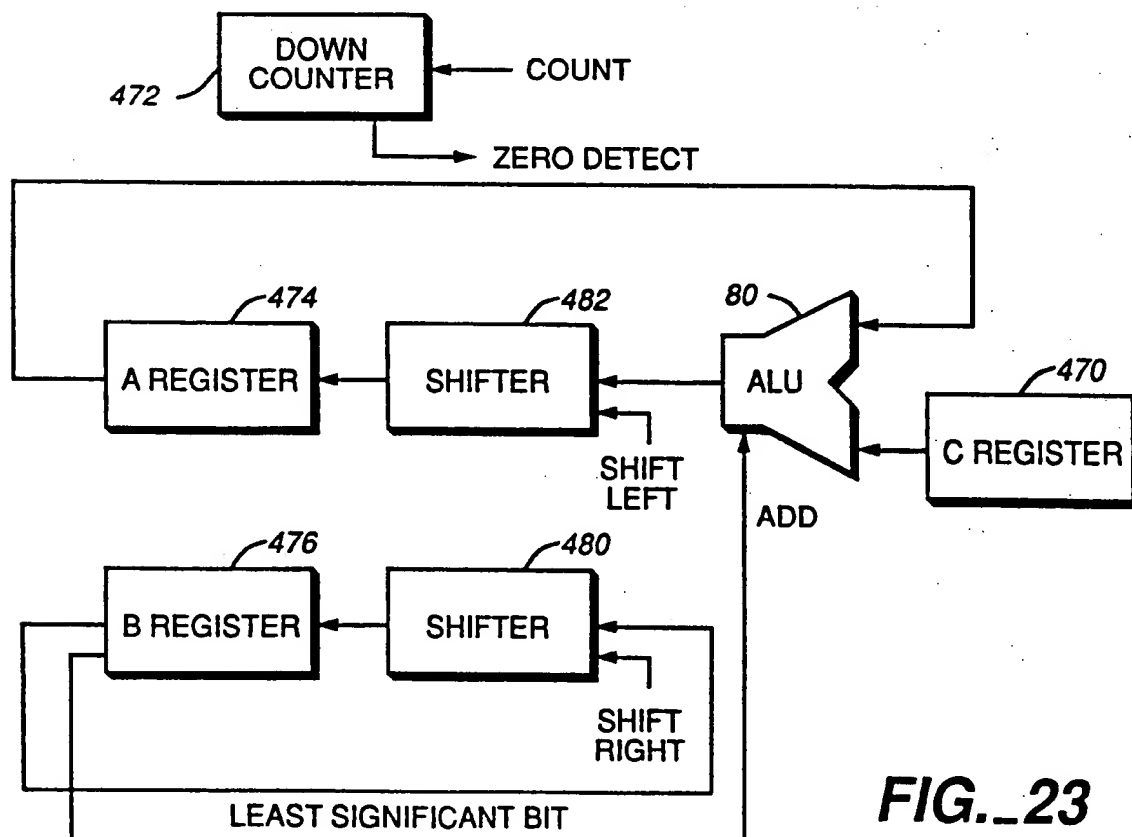 DOWN
COUNTER
472
COUNT
ZERO DETECT
474
482
80
470
A REGISTER
SHIFTER
ALU
C REGISTER
SHIFT
LEFT
ADD
476
480
B REGISTER
SHIFTER
SHIFT
RIGHT
LEAST SIGNIFICANT BIT
FIG._23